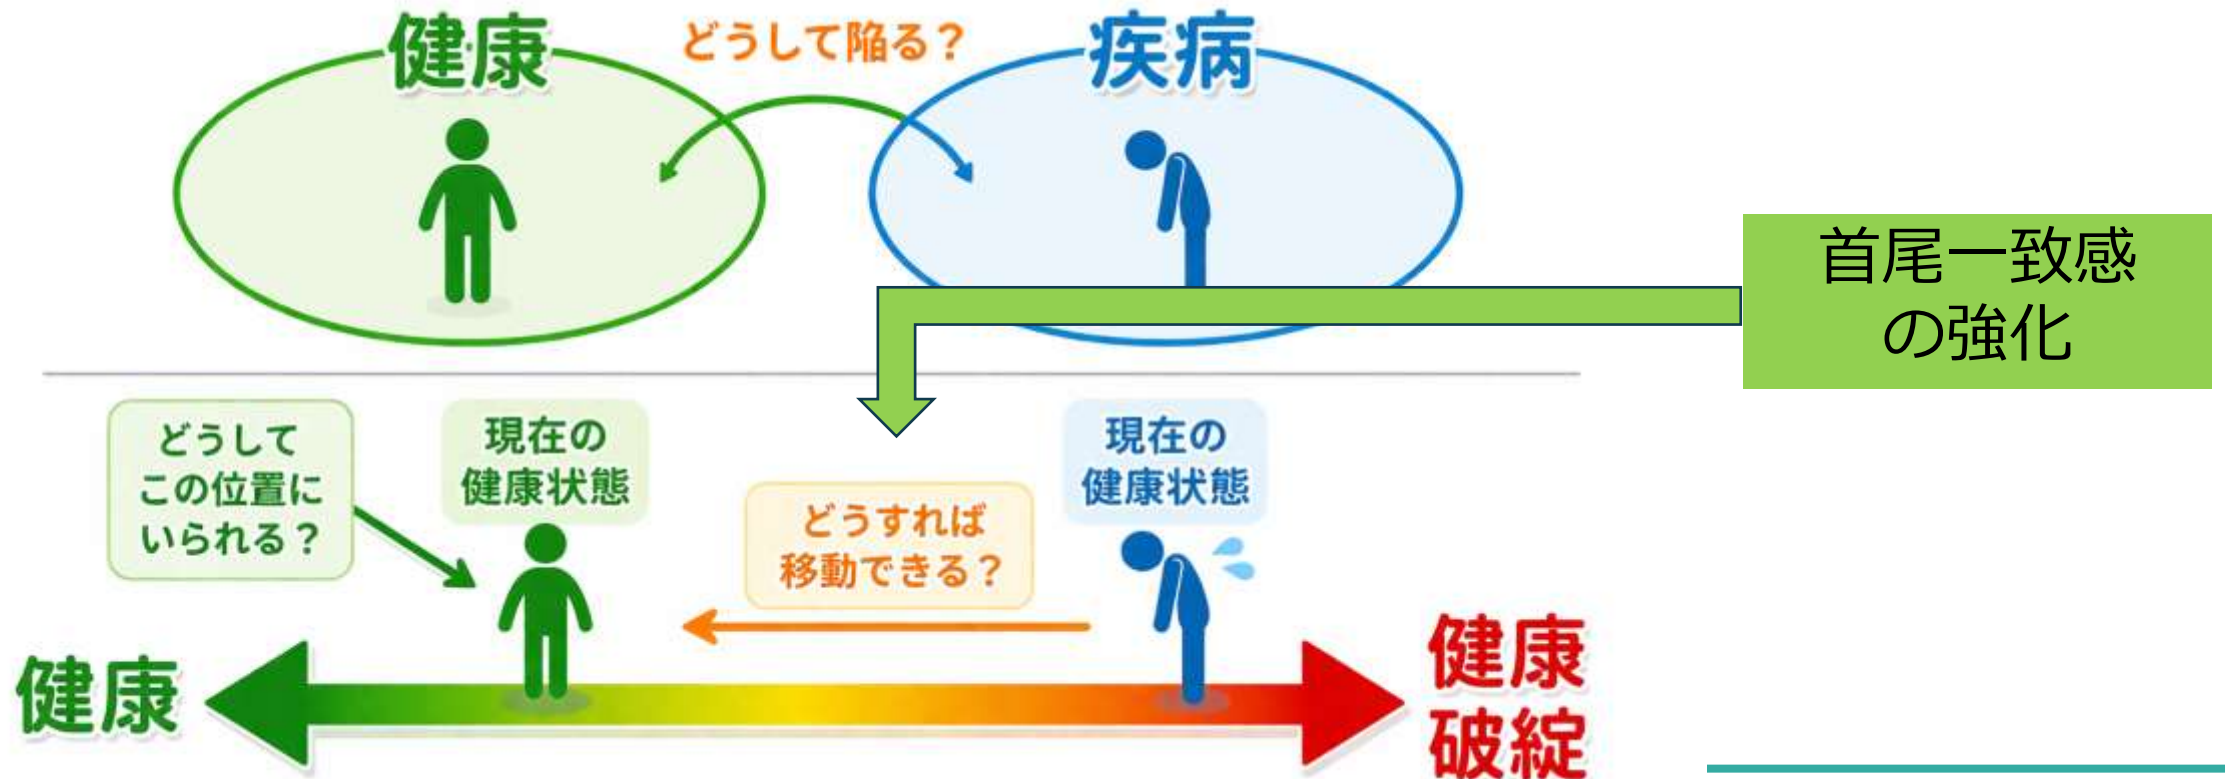 健康
どうして陥る？
疾病
首尾一致感
の強化
どうして
この位置に
いられる？
現在の
健康状態
どうすれば
移動できる？
現在の
健康状態
健康
健康
破綻